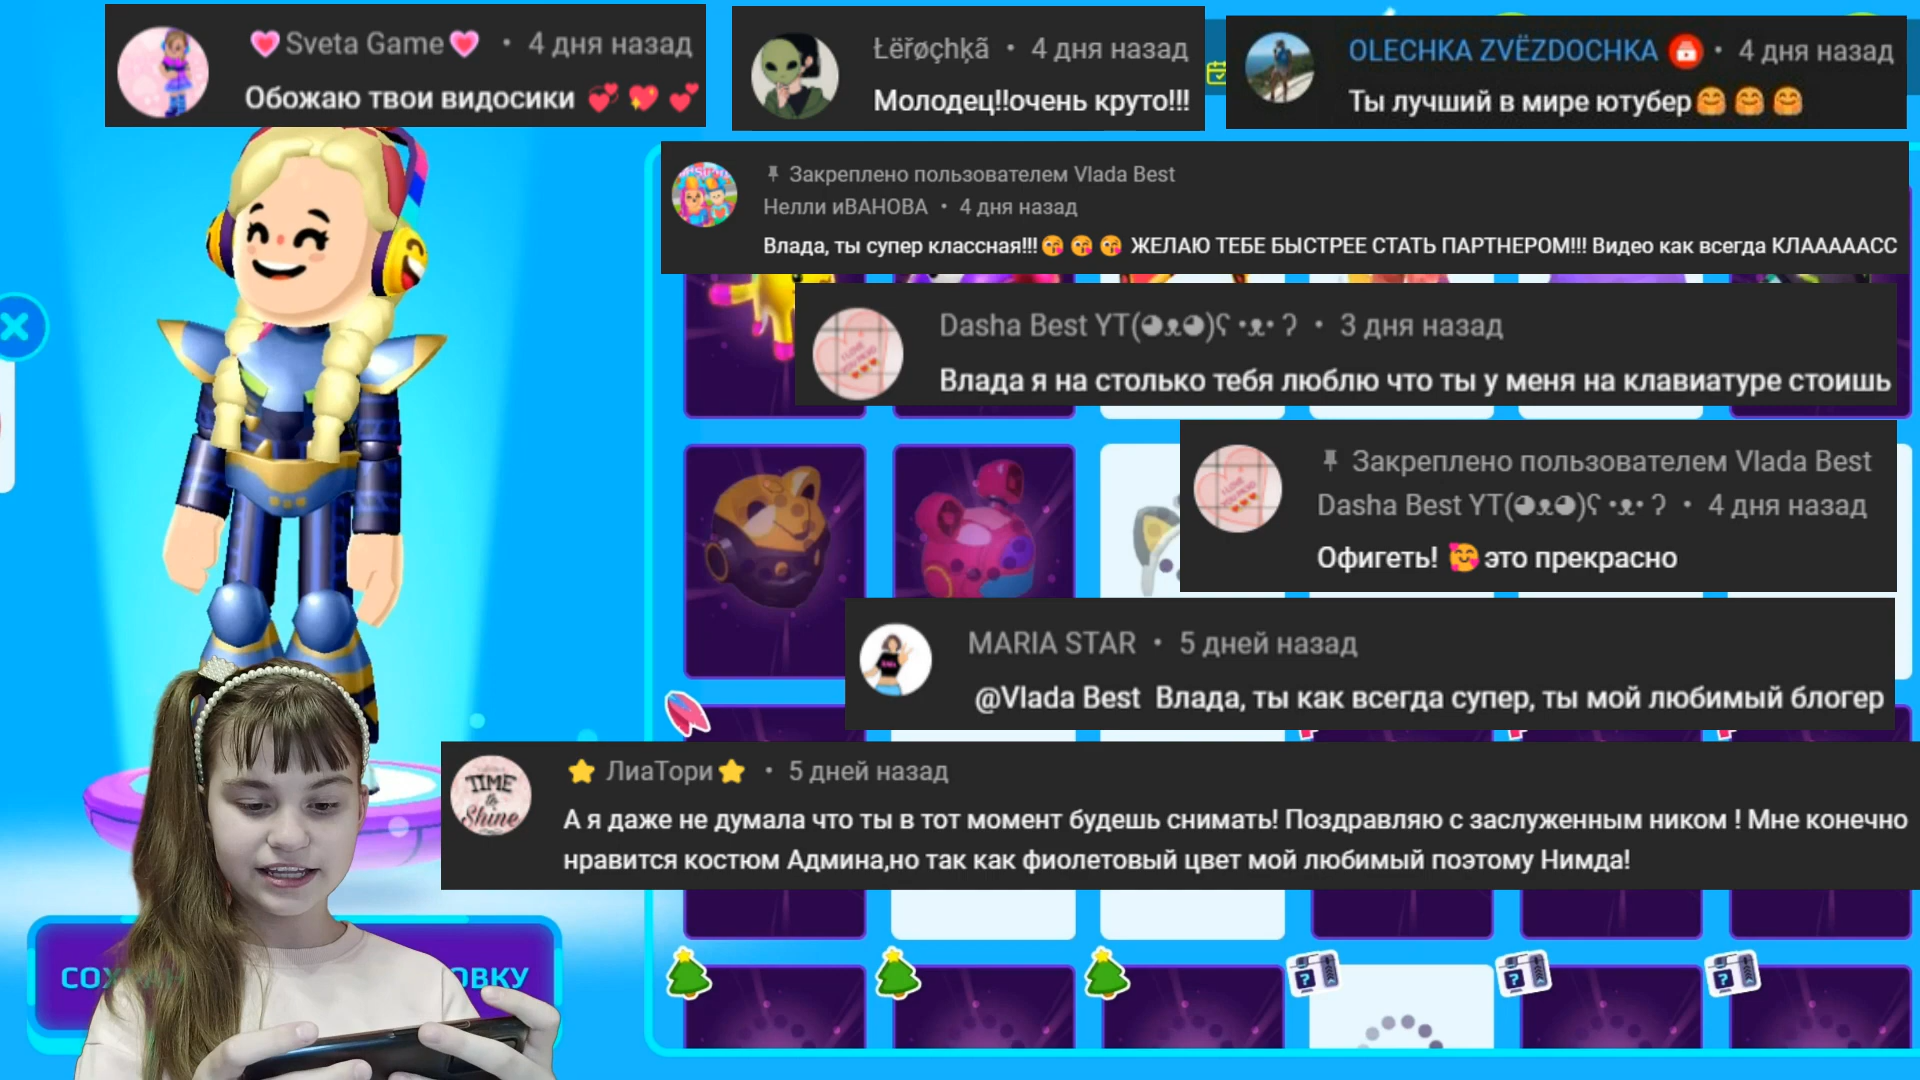 💗Sveta Game💗 • 4 дня назад
Обожаю твои видосики 💞 💖 💕
Łëřøçhķã • 4 дня назад
Молодец!!очень круто!!!
OLECHKA ZVËZDOCHKA • 4 дня назад
Ты лучший в мире ютубер🤗 🤗 🤗
Закреплено пользователем Vlada Best
Нелли иВАНОВА • 4 дня назад
Влада, ты супер классная!!!😘 😘 😘 ЖЕЛАЮ ТЕБЕ БЫСТРЕЕ СТАТЬ ПАРТНЕРОМ!!! Видео как всегда КЛАААААСС
Dasha Best YT(◕ᴥ◕)ʕ •ᴥ• ʔ • 3 дня назад
Влада я на столько тебя люблю что ты у меня на клавиатуре стоишь
Закреплено пользователем Vlada Best
Dasha Best YT(◕ᴥ◕)ʕ •ᴥ• ʔ • 4 дня назад
Офигеть! 🥰 это прекрасно
MARIA STAR • 5 дней назад
@Vlada Best Влада, ты как всегда супер, ты мой любимый блогер
TIME
to
Shine
⭐ ЛиаТори⭐ • 5 дней назад
А я даже не думала что ты в тот момент будешь снимать! Поздравляю с заслуженным ником ! Мне конечно
нравится костюм Админа,но так как фиолетовый цвет мой любимый поэтому Нимда!